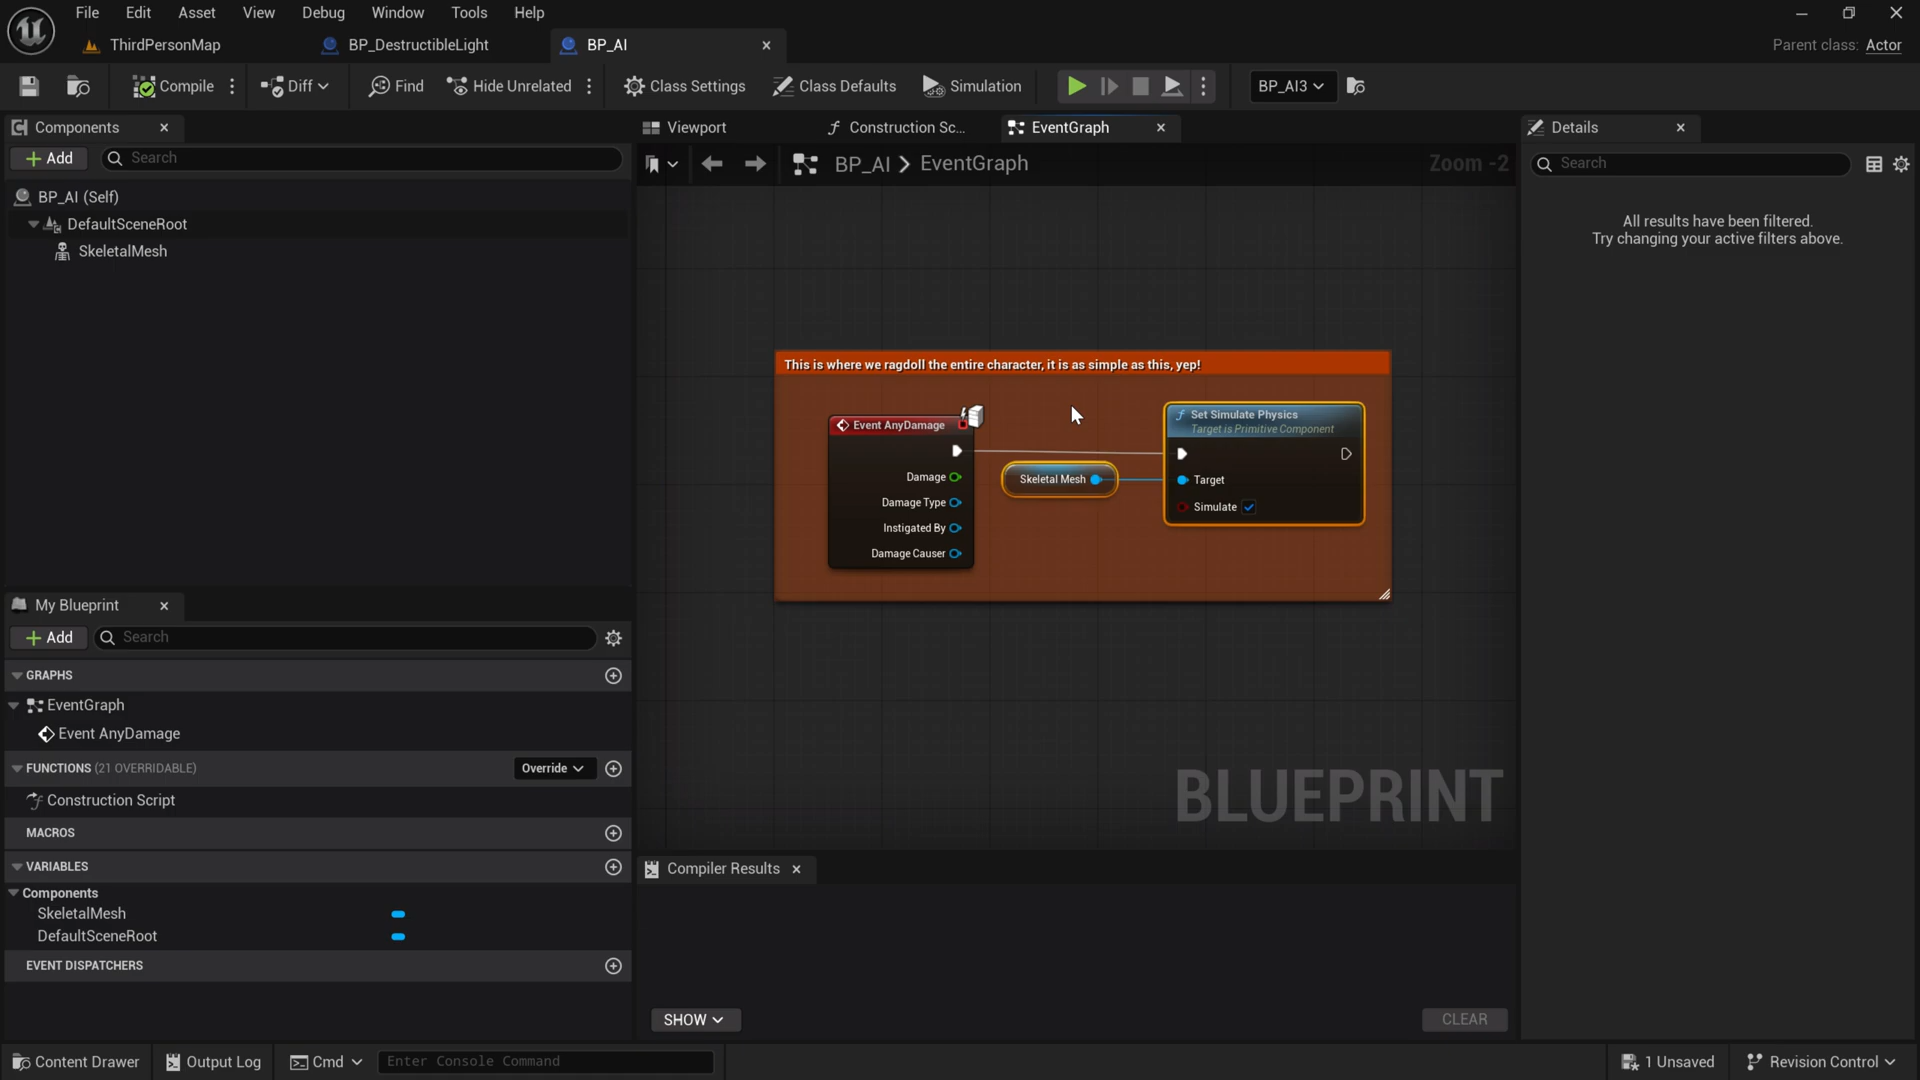 File Edit Asset View Debug Window Tools Help
ThirdPersonMap BP_DestructibleLight BP_AI Parent class: Actor
Compile Diff Find Hide Unrelated Class Settings Class Defaults Simulation BP_AI3
Components
Add Search
BP_AI (Self)
DefaultSceneRoot
SkeletalMesh
Viewport Construction Sc... EventGraph
BP_AI > EventGraph Zoom -2
This is where we ragdoll the entire character, it is as simple as this, yep!
Event AnyDamage
Damage
Damage Type
Instigated By
Damage Causer
Skeletal Mesh
f Set Simulate Physics
Target is Primitive Component
Target
Simulate
BLUEPRINT
Details
Search
All results have been filtered.
Try changing your active filters above.
My Blueprint
Add Search
GRAPHS
EventGraph
Event AnyDamage
FUNCTIONS (21 OVERRIDABLE) Override
Construction Script
MACROS
VARIABLES
Components
SkeletalMesh
DefaultSceneRoot
EVENT DISPATCHERS
Compiler Results
SHOW CLEAR
Content Drawer Output Log Cmd Enter Console Command 1 Unsaved Revision Control